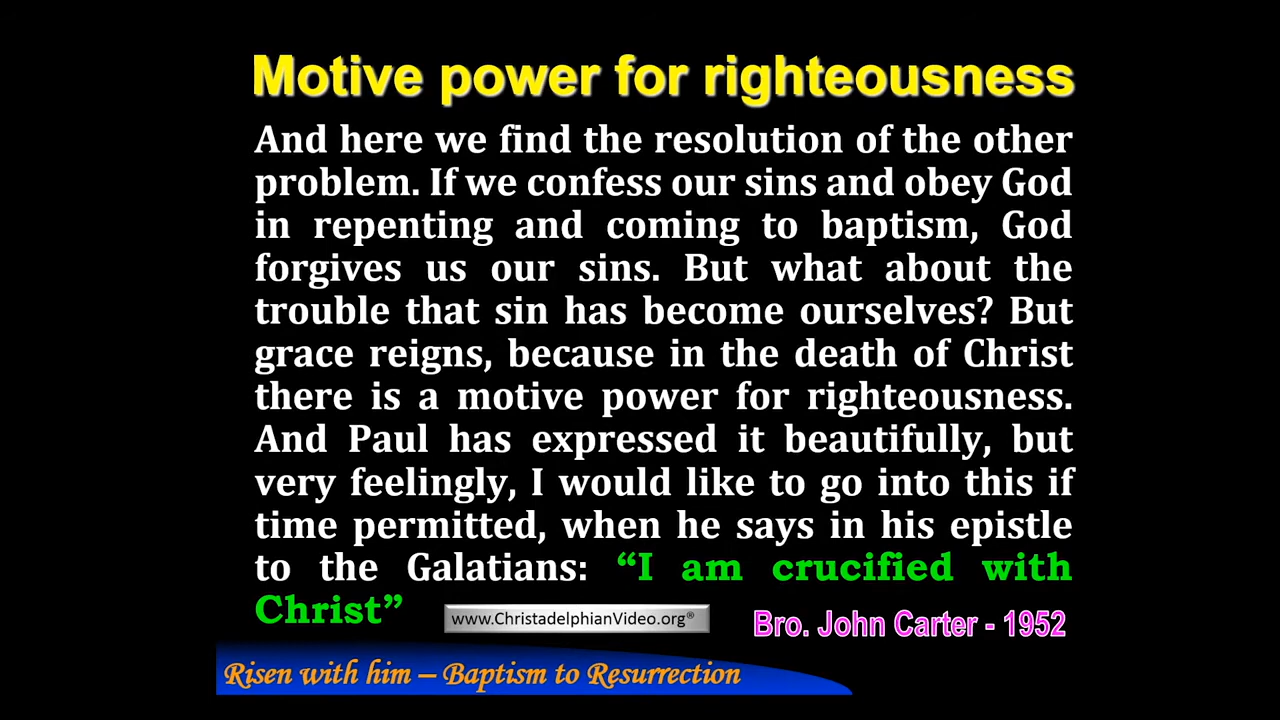 Motive power for righteousness
And here we find the resolution of the other
problem. If we confess our sins and obey God
in repenting and coming to baptism, God
forgives us our sins. But what about the
trouble that sin has become ourselves? But
grace reigns, because in the death of Christ
there is a motive power for righteousness.
And Paul has expressed it beautifully, but
very feelingly, I would like to go into this if
time permitted, when he says in his epistle
to the Galatians: “I am crucified with
Christ”
www.ChristadelphianVideo.org®
Bro. John Carter - 1952
Risen with him – Baptism to Resurrection